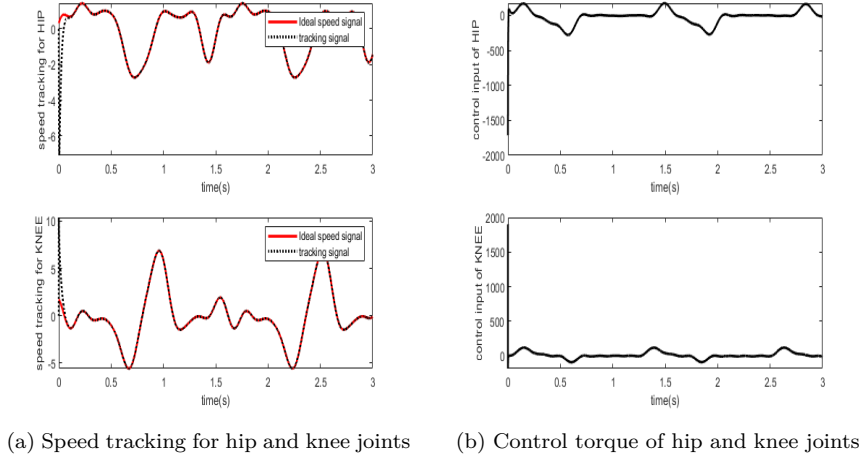 speed tracking for HIP
0
-2
-4
-6
Ideal speed signal
tracking signal
0 0.5 1 1.5 2 2.5 3
time(s)
control input of HIP
0
-500
-1000
-1500
-2000
0 0.5 1 1.5 2 2.5 3
time(s)
speed tracking for KNEE
10
5
0
-5
Ideal speed signal
tracking signal
0 0.5 1 1.5 2 2.5 3
time(s)
control input of KNEE
2000
1500
1000
500
0
0 0.5 1 1.5 2 2.5 3
time(s)
(a) Speed tracking for hip and knee joints
(b) Control torque of hip and knee joints